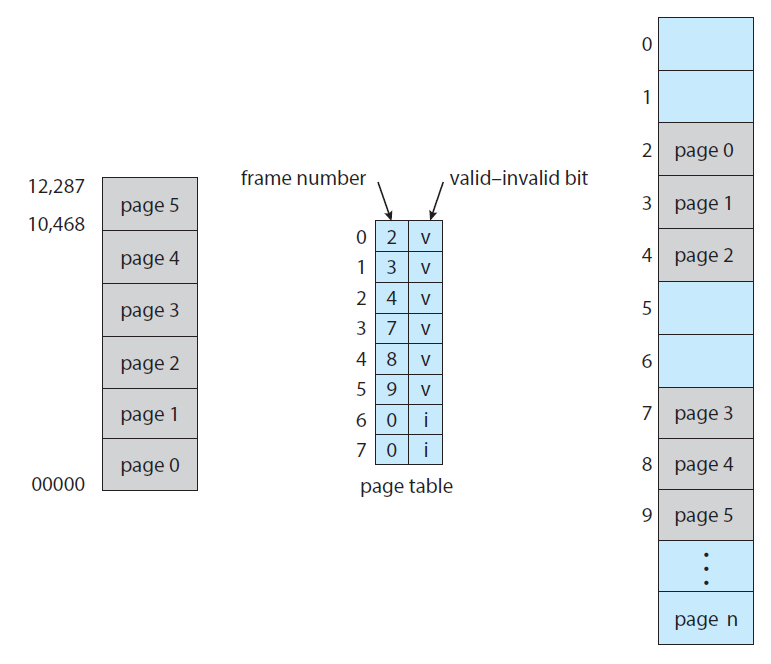 12,287
10,468
00000
page 5
page 4
page 3
page 2
page 1
page 0
frame number
valid–invalid bit
0 2 v
1 3 v
2 4 v
3 7 v
4 8 v
5 9 v
6 0 i
7 0 i
page table
0
1
2 page 0
3 page 1
4 page 2
5
6
7 page 3
8 page 4
9 page 5
page n